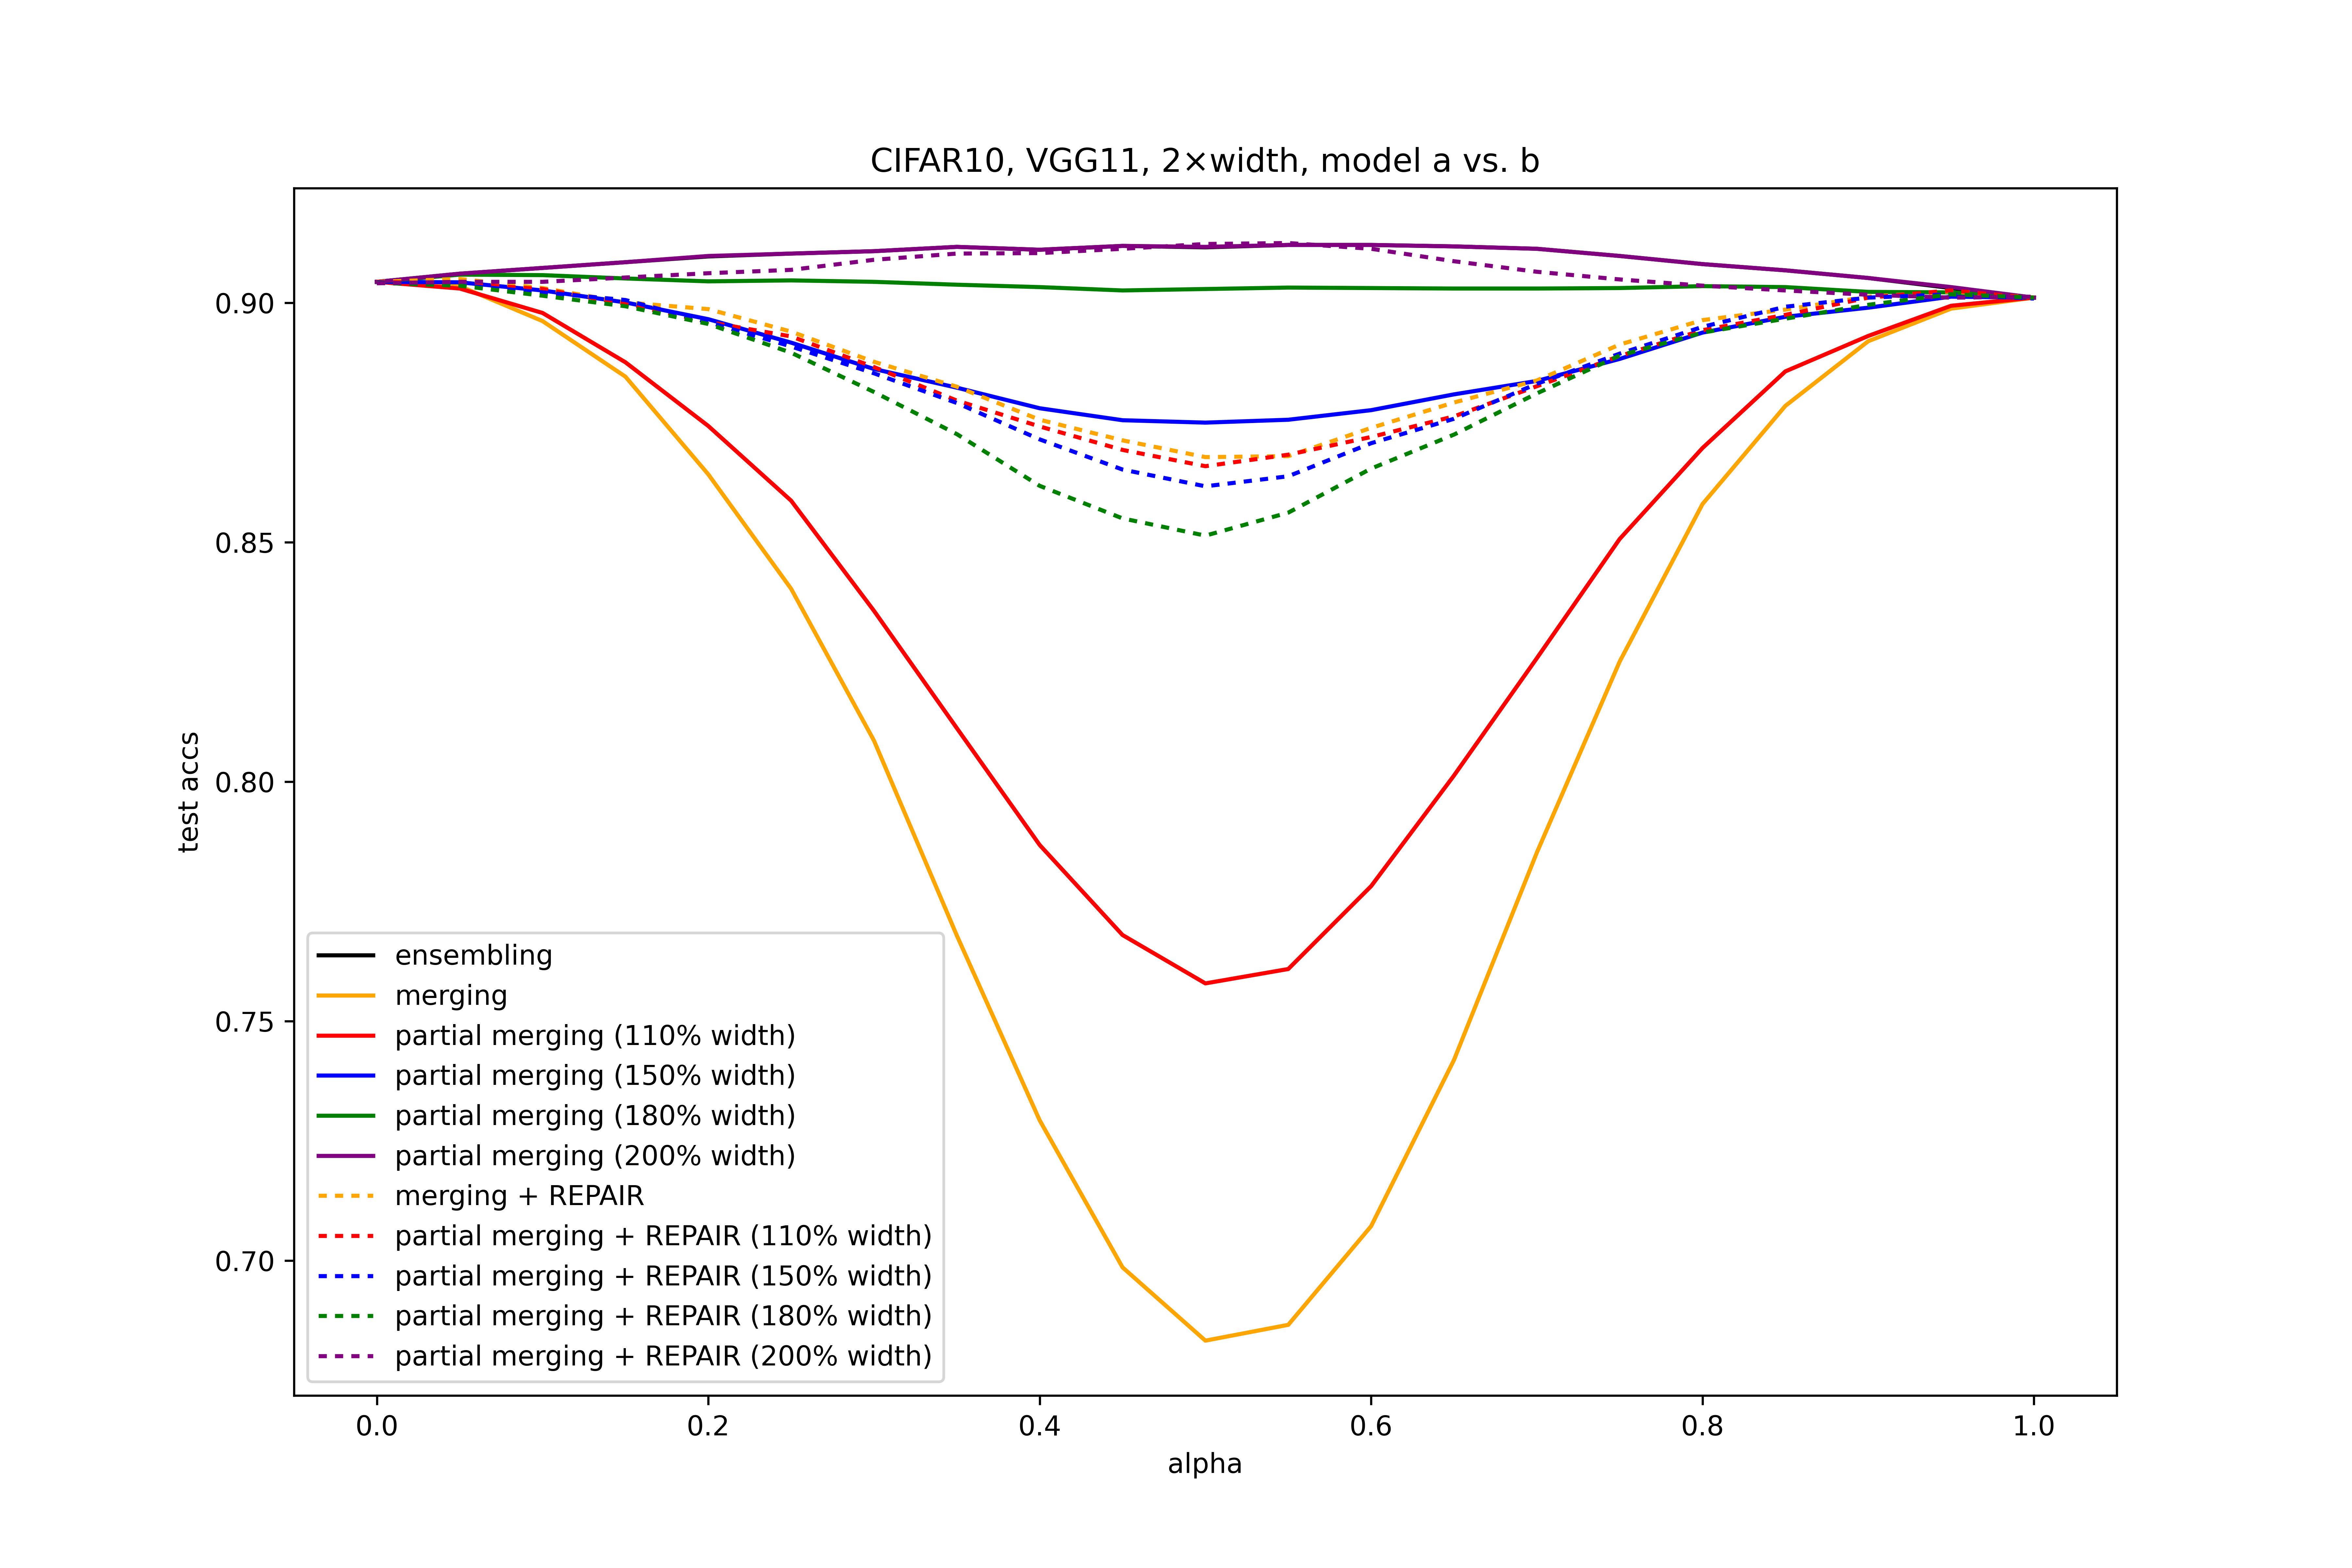 CIFAR10, VGG11, 2×width, model a vs. b
test accs
0.90
0.85
0.80
0.75
0.70
ensembling
merging
partial merging (110% width)
partial merging (150% width)
partial merging (180% width)
partial merging (200% width)
merging + REPAIR
partial merging + REPAIR (110% width)
partial merging + REPAIR (150% width)
partial merging + REPAIR (180% width)
partial merging + REPAIR (200% width)
0.0 0.2 0.4 0.6 0.8 1.0
alpha